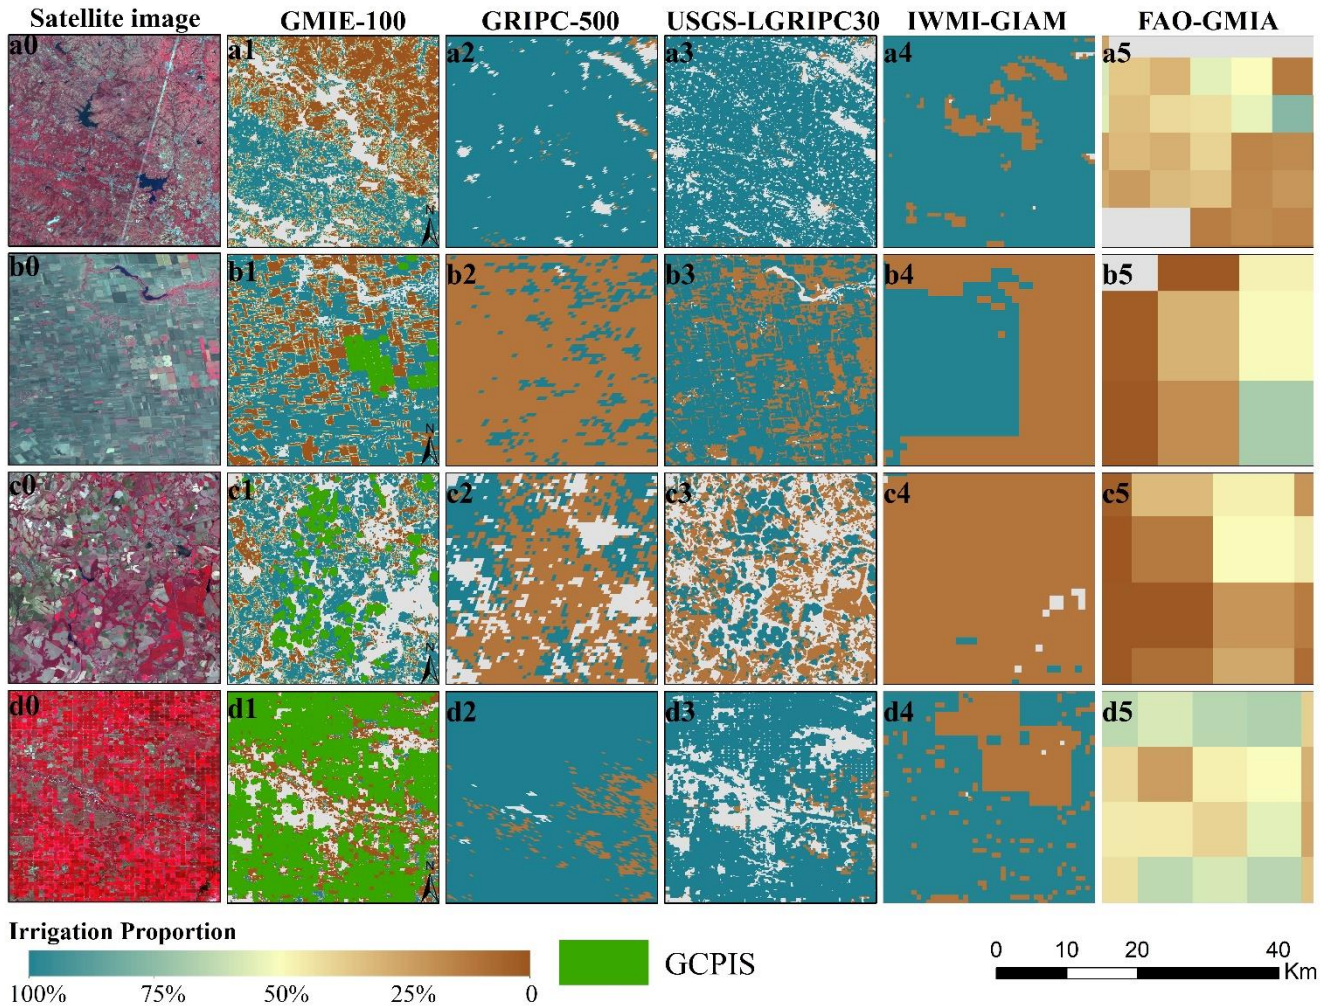 Satellite image GMIE-100 GRIPC-500 USGS-LGRIPC30 IWMI-GIAM FAO-GMIA
a0 a1 a2 a3 a4 a5
N
b0 b1 b2 b3 b4 b5
N
c0 c1 c2 c3 c4 c5
N
d0 d1 d2 d3 d4 d5
N
Irrigation Proportion
100% 75% 50% 25% 0
GCPIS
0 10 20 40
Km